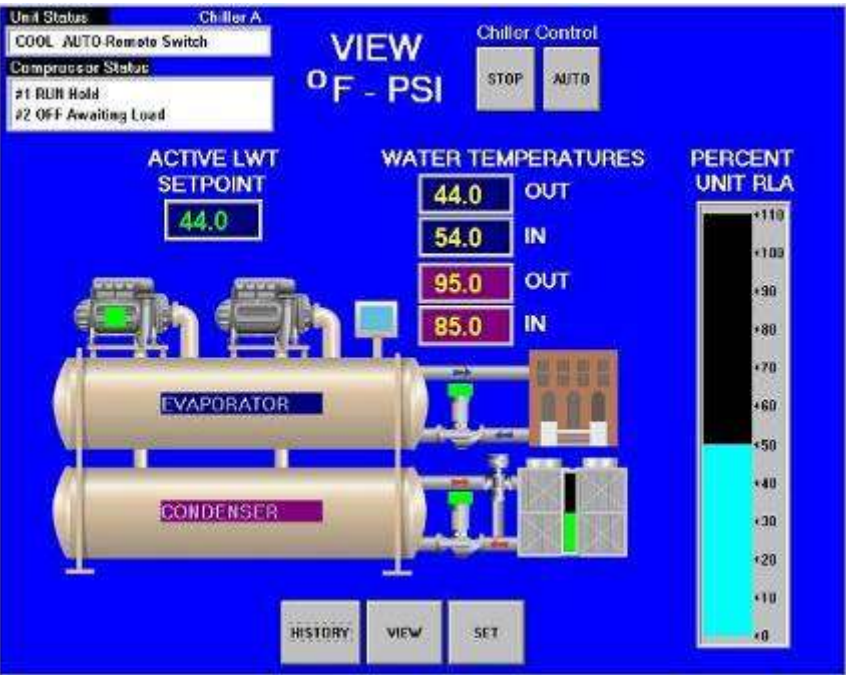 Unit Status Chiller A
COOL AUTO-Remote Switch
Compressor Status
#1 RUN Hold
#2 OFF Awaiting Load
VIEW
ºF - PSI
Chiller Control
STOP AUTO
ACTIVE LWT
SETPOINT
44.0
WATER TEMPERATURES
44.0 OUT
54.0 IN
95.0 OUT
85.0 IN
PERCENT
UNIT RLA
+110
+100
+90
+80
+70
+60
+50
+40
+30
+20
+10
+0
EVAPORATOR
CONDENSER
HISTORY VIEW SET